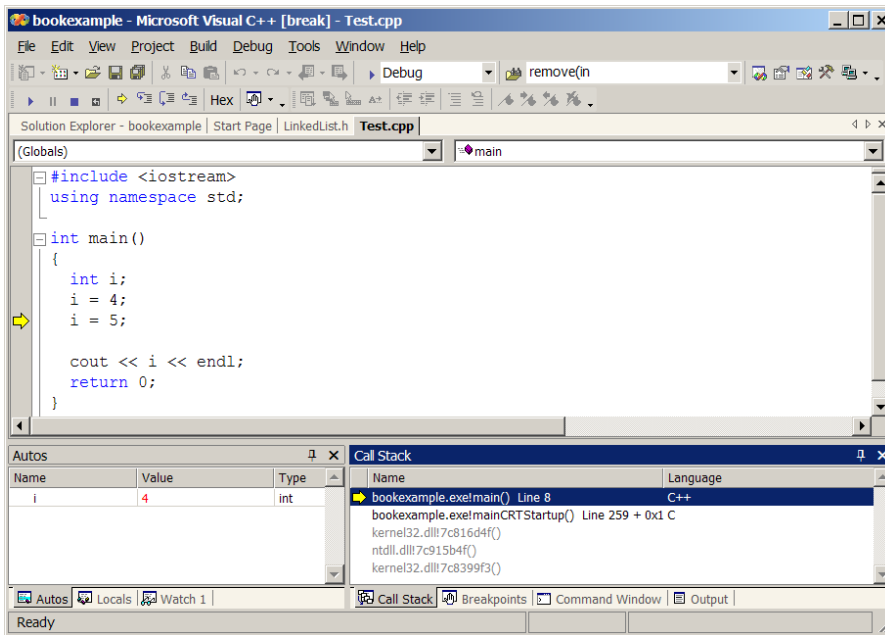 bookexample - Microsoft Visual C++ [break] - Test.cpp
File Edit View Project Build Debug Tools Window Help
Debug remove(in
Hex
Solution Explorer - bookexample Start Page LinkedList.h Test.cpp
(Globals) main
#include <iostream>
using namespace std;
int main()
{
int i;
i = 4;
i = 5;
cout << i << endl;
return 0;
}
Autos
Name Value Type
i 4 int
Autos Locals Watch 1
Call Stack
Name Language
bookexample.exe!main() Line 8 C++
bookexample.exe!mainCRTStartup() Line 259 + 0x1 C
kernel32.dll!7c816d4f()
ntdll.dll!7c915b4f()
kernel32.dll!7c8399f3()
Call Stack Breakpoints Command Window Output
Ready